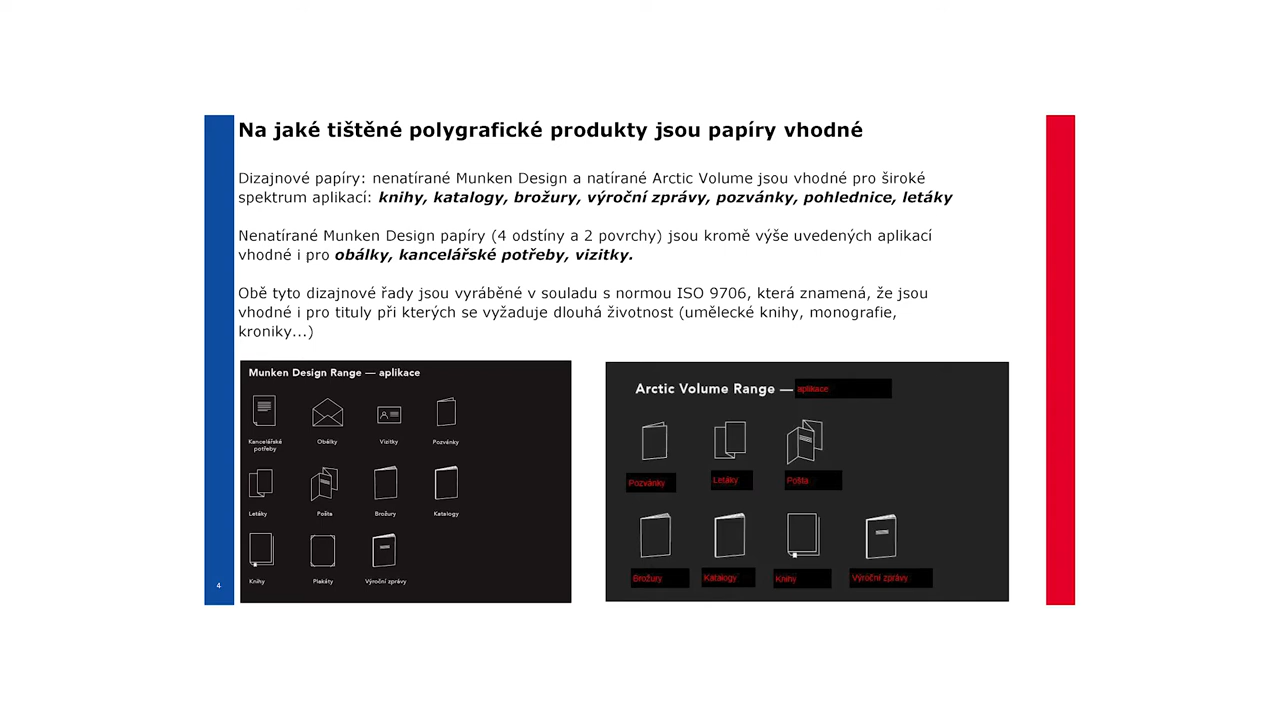 Na jaké tištěné polygrafické produkty jsou papíry vhodné
Dizajnové papíry: nenatírané Munken Design a natírané Arctic Volume jsou vhodné pro široké
spektrum aplikací: knihy, katalogy, brožury, výroční zprávy, pozvánky, pohlednice, letáky
Nenatírané Munken Design papíry (4 odstíny a 2 povrchy) jsou kromě výše uvedených aplikací
vhodné i pro obálky, kancelářské potřeby, vizitky.
Obě tyto dizajnové řady jsou vyráběné v souladu s normou ISO 9706, která znamená, že jsou
vhodné i pro tituly při kterých se vyžaduje dlouhá životnost (umělecké knihy, monografie,
kroniky...)
Munken Design Range — aplikace
Kancelářské
potřeby
Obálky
Vizitky
Pozvánky
Letáky
Pošta
Brožury
Katalogy
Knihy
Plakáty
Výroční zprávy
Arctic Volume Range — aplikace
Pozvánky
Letáky
Pošta
Brožury
Katalogy
Knihy
Výroční zprávy
4